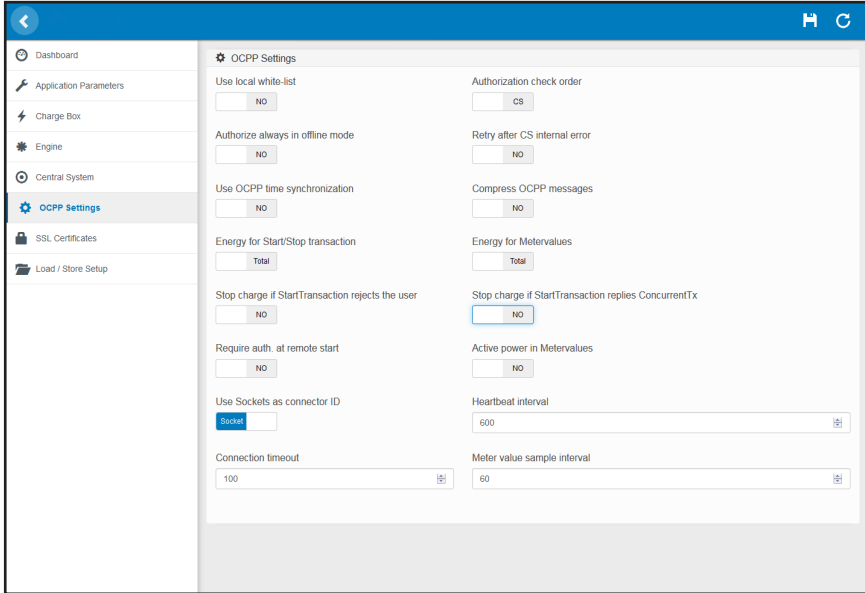 Dashboard
Application Parameters
Charge Box
Engine
Central System
OCPP Settings
SSL Certificates
Load / Store Setup
OCPP Settings
Use local white-list
NO
Authorization check order
CS
Authorize always in offline mode
NO
Retry after CS internal error
NO
Use OCPP time synchronization
NO
Compress OCPP messages
NO
Energy for Start/Stop transaction
Total
Energy for Metervalues
Total
Stop charge if StartTransaction rejects the user
NO
Stop charge if StartTransaction replies ConcurrentTx
NO
Require auth. at remote start
NO
Active power in Metervalues
NO
Use Sockets as connector ID
Socket
Heartbeat interval
600
Connection timeout
100
Meter value sample interval
60